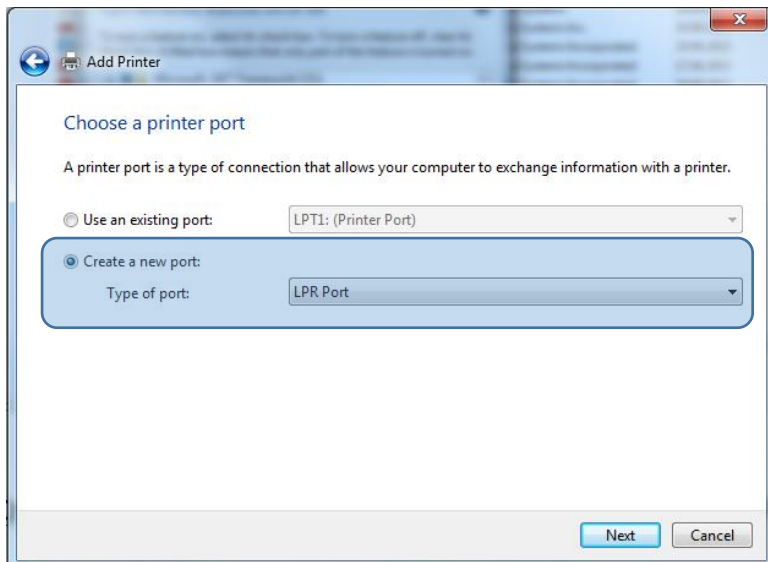 Add Printer
Choose a printer port
A printer port is a type of connection that allows your computer to exchange information with a printer.
Use an existing port: LPT1: (Printer Port)
Create a new port:
Type of port: LPR Port
Next Cancel